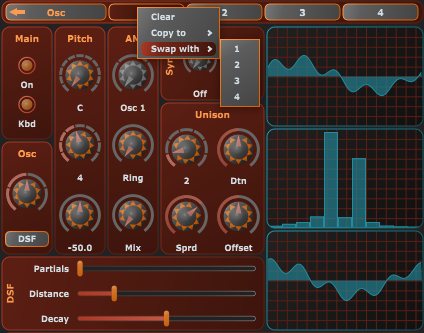 Osc
2
3
4
Clear
Copy to
Swap with
1
2
3
4
Main
On
Kbd
Pitch
C
4
-50.0
Osc 1
Ring
Mix
Off
Unison
2
Dtn
Sprd
Offset
Osc
DSF
DSF
Partials
Distance
Decay